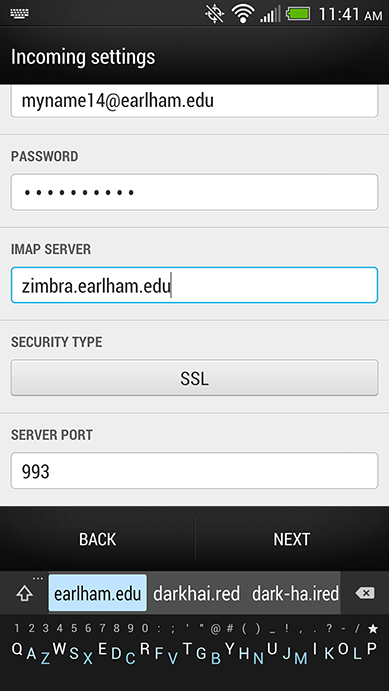 11:41 AM
Incoming settings
myname14@earlham.edu
PASSWORD
••••••••••
IMAP SERVER
zimbra.earlham.edu
SECURITY TYPE
SSL
SERVER PORT
993
BACK NEXT
earlham.edu darkhai.red dark-ha.ired
1 2 3 4 5 6 7 8 9 0 : ; ' " @ # ( ) _ ! , . ? - / ★
Q A Z W S X E D C R F V T G B Y H N U J M I K O L P